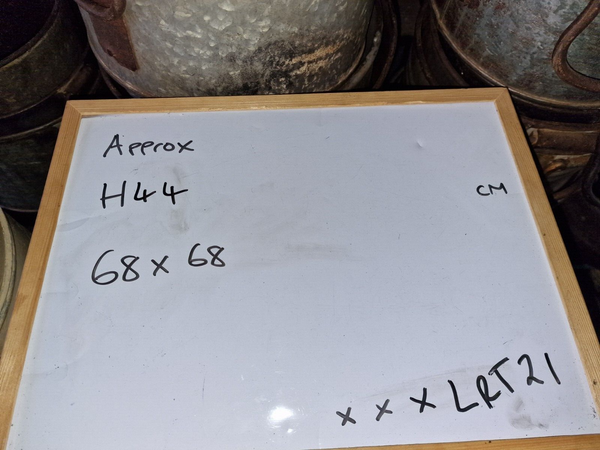 Approx
H44
CM
68 x 68
x x x LRT21